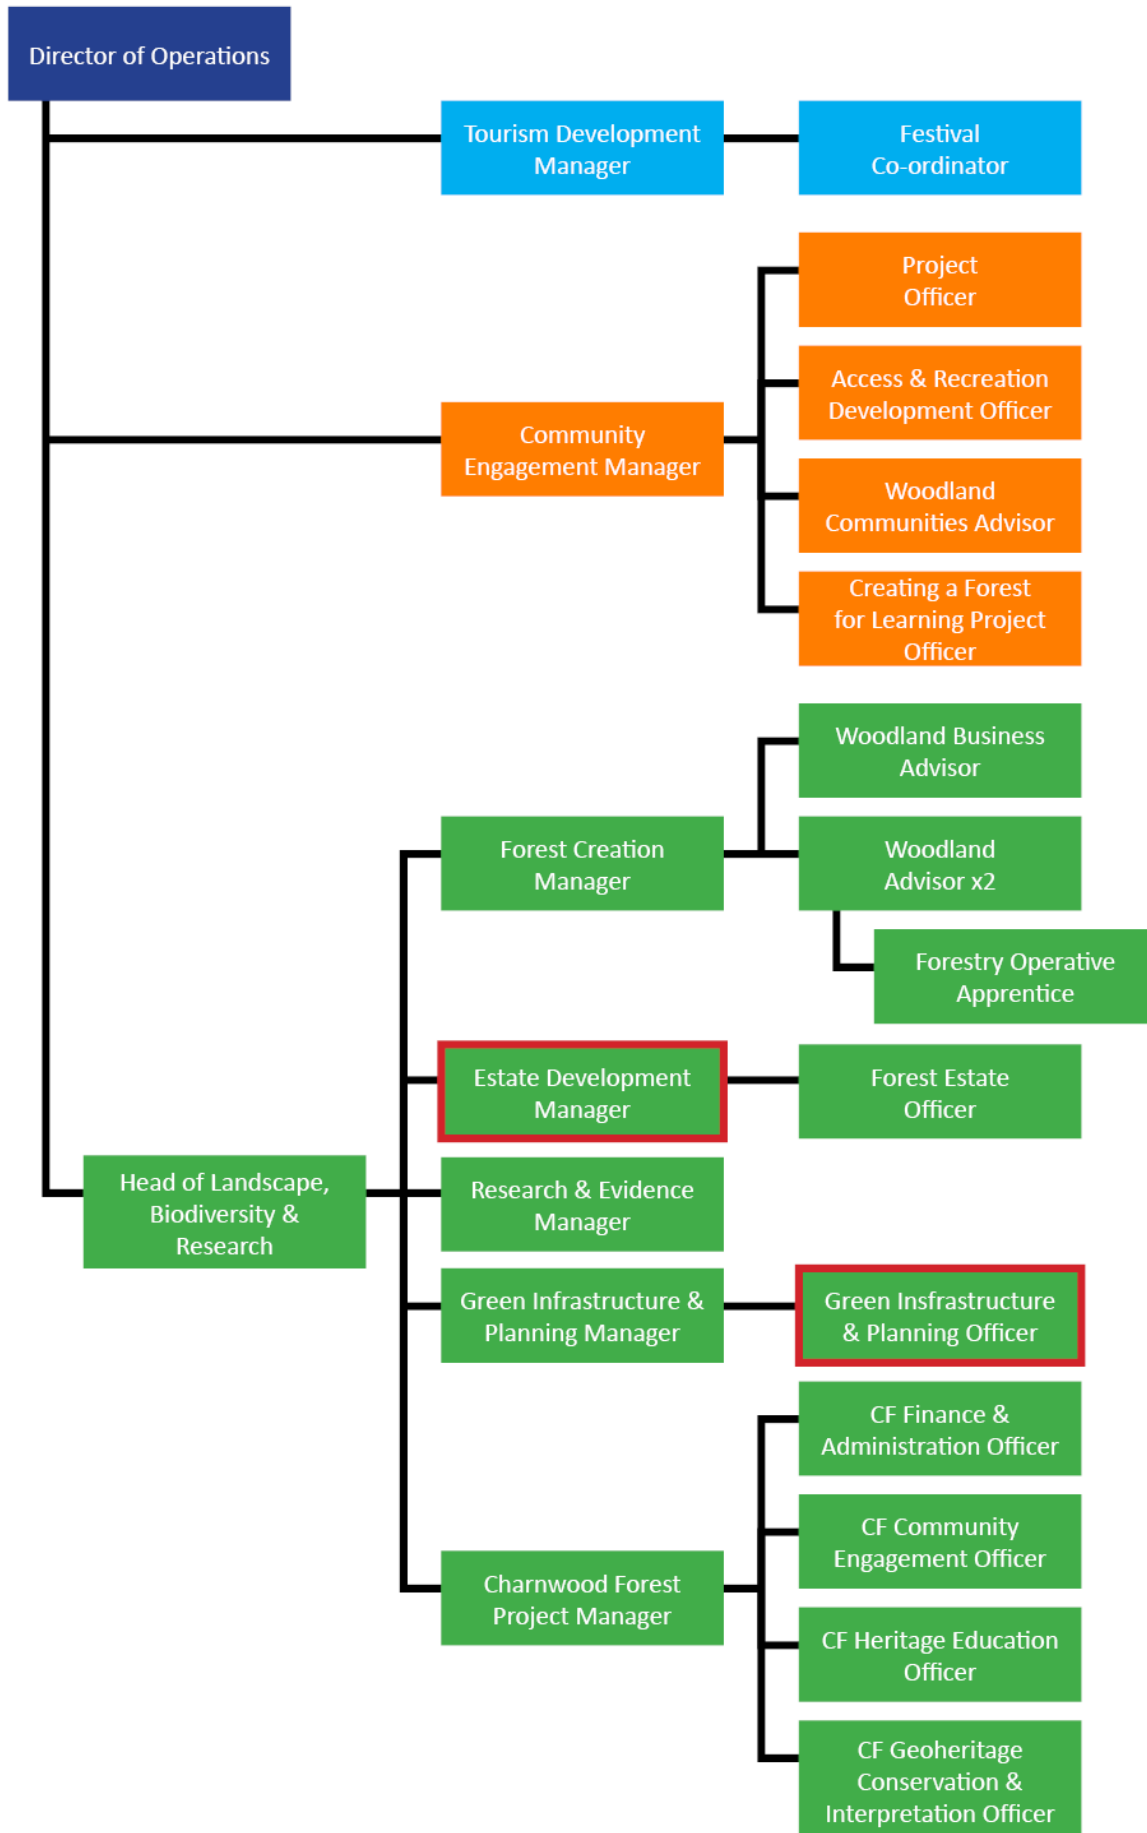 Director of Operations
Tourism Development
Manager
Festival
Co-ordinator
Community
Engagement Manager
Project
Officer
Access & Recreation
Development Officer
Woodland
Communities Advisor
Creating a Forest
for Learning Project
Officer
Head of Landscape,
Biodiversity &
Research
Forest Creation
Manager
Woodland Business
Advisor
Woodland
Advisor x2
Forestry Operative
Apprentice
Estate Development
Manager
Forest Estate
Officer
Research & Evidence
Manager
Green Infrastructure &
Planning Manager
Green Insfrastructure
& Planning Officer
Charnwood Forest
Project Manager
CF Finance &
Administration Officer
CF Community
Engagement Officer
CF Heritage Education
Officer
CF Geoheritage
Conservation &
Interpretation Officer